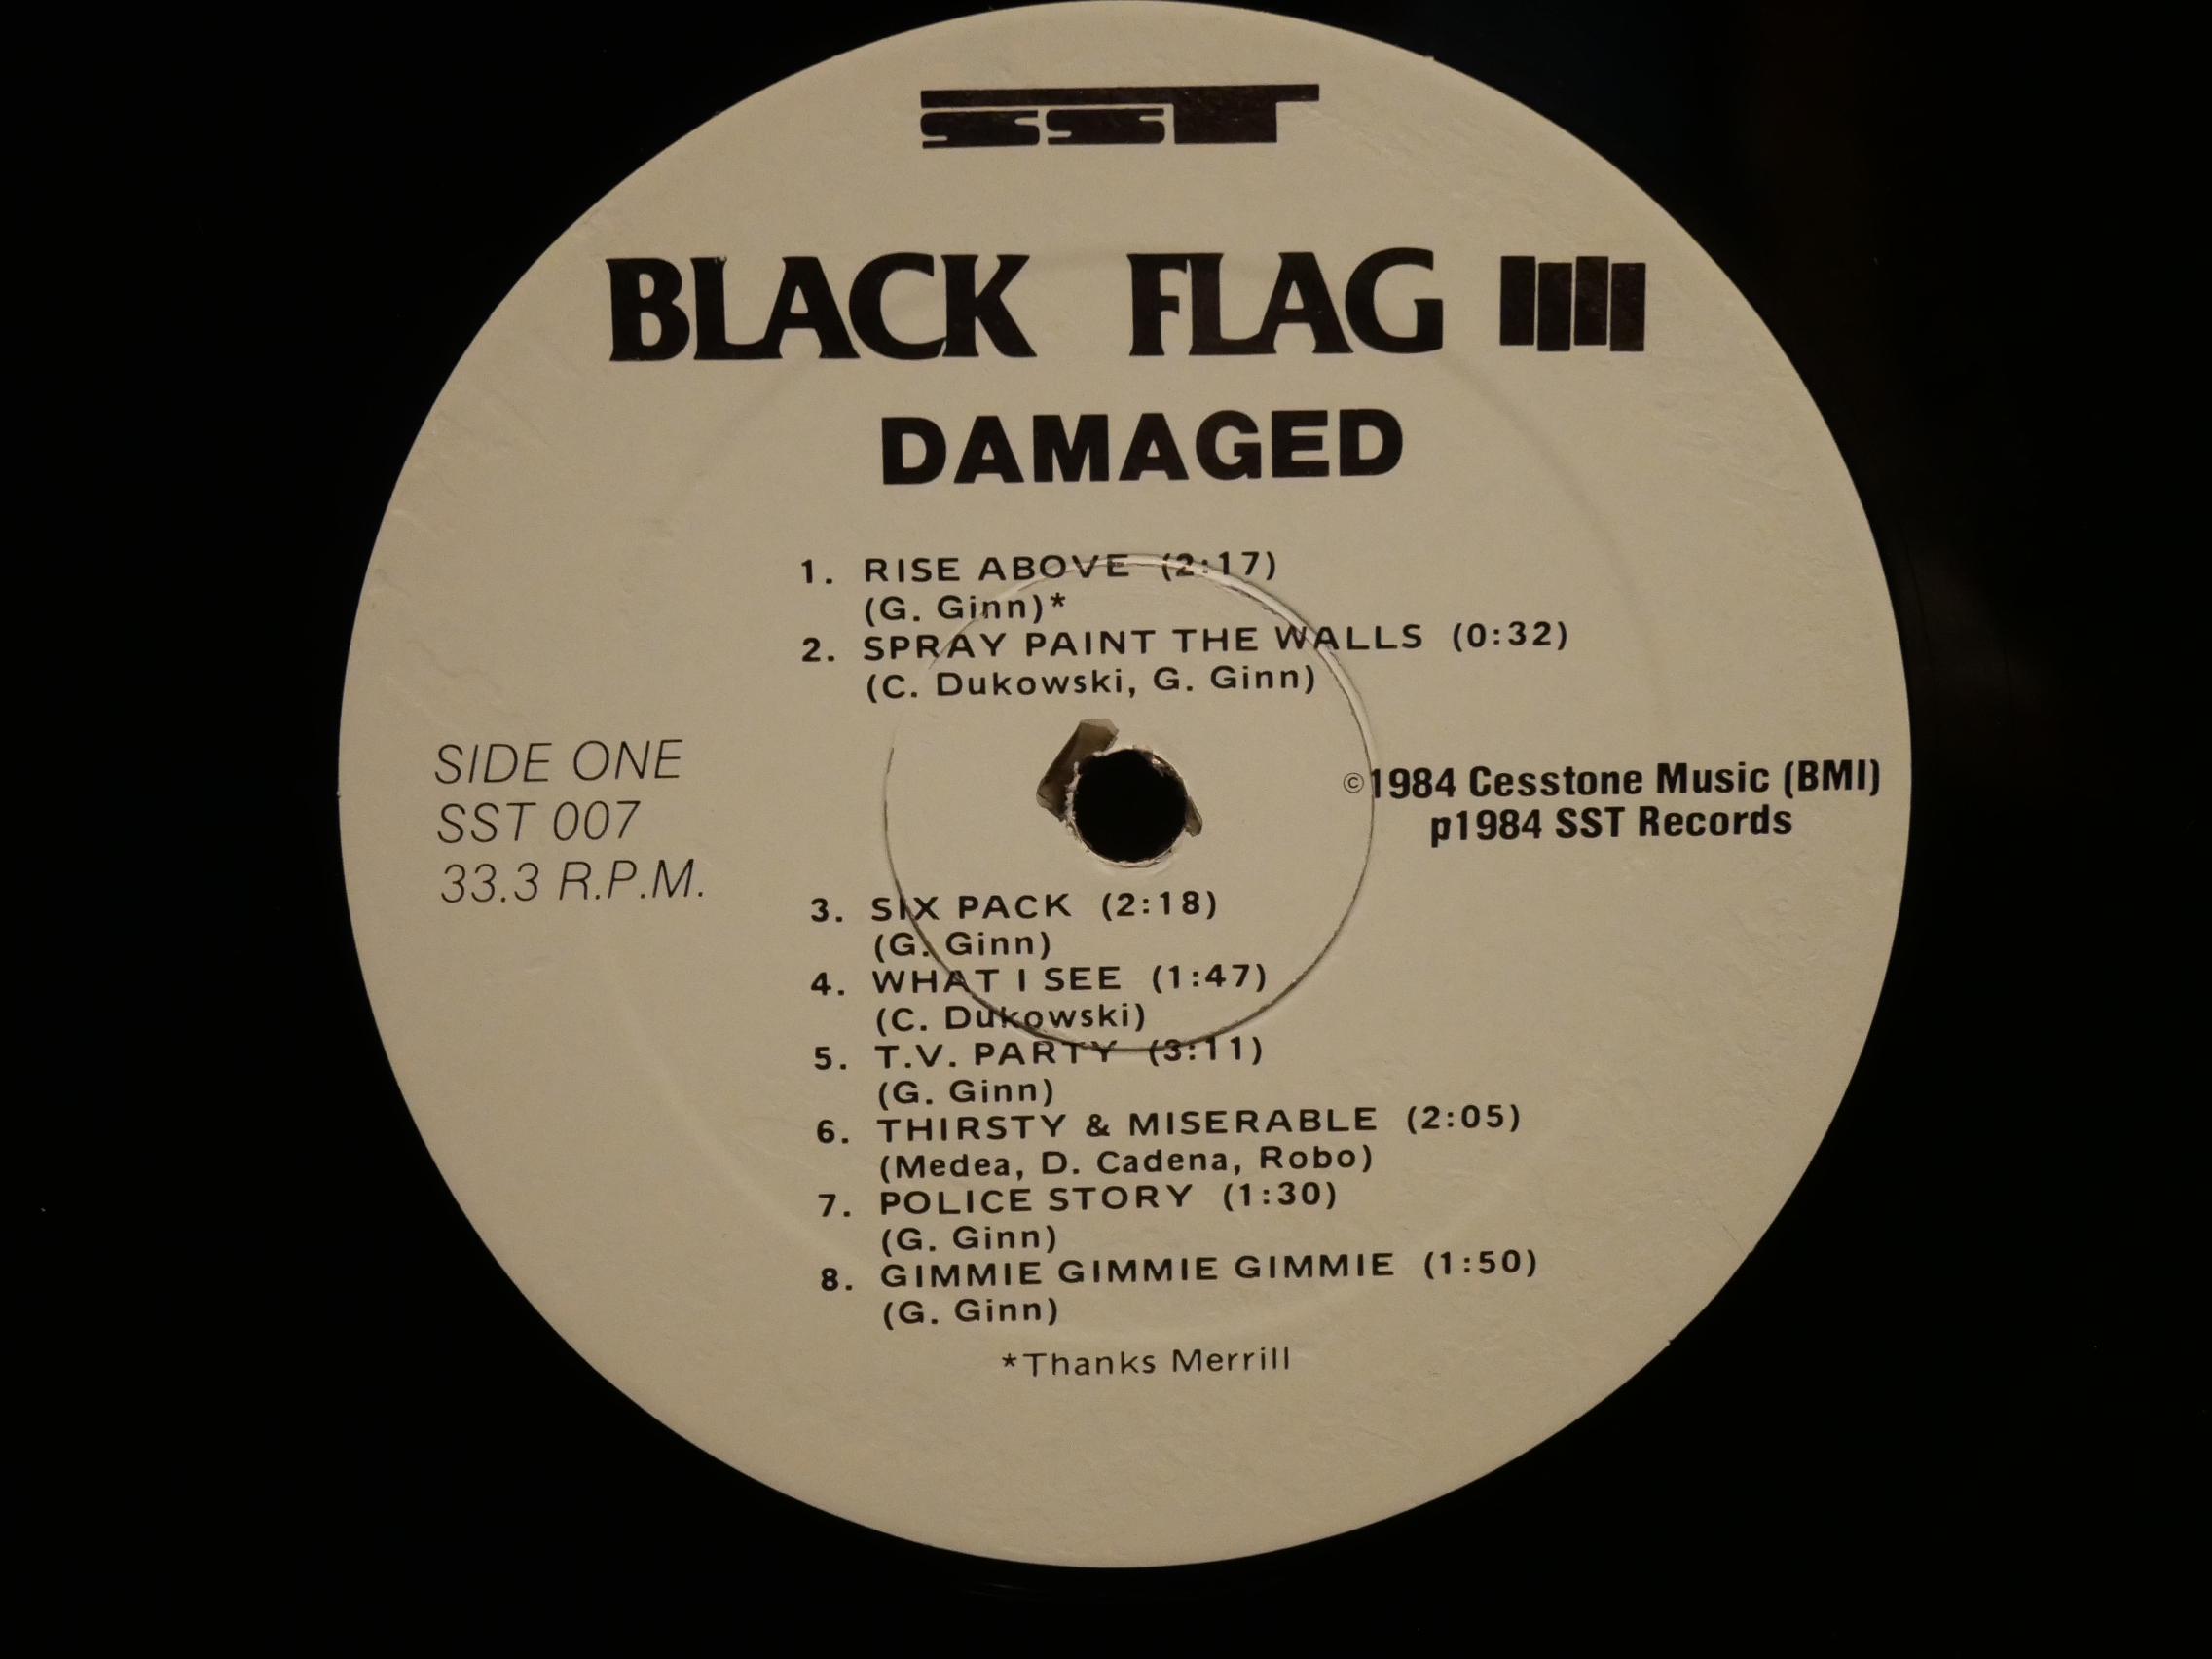 SST
BLACK FLAG
DAMAGED
1. RISE ABOVE (2:17)
(G. Ginn)*
2. SPRAY PAINT THE WALLS (0:32)
(C. Dukowski, G. Ginn)
SIDE ONE
SST 007
33.3 R.P.M.
©1984 Cesstone Music (BMI)
p1984 SST Records
3. SIX PACK (2:18)
(G. Ginn)
4. WHAT I SEE (1:47)
(C. Dukowski)
5. T.V. PARTY (3:11)
(G. Ginn)
6. THIRSTY & MISERABLE (2:05)
(Medea, D. Cadena, Robo)
7. POLICE STORY (1:30)
(G. Ginn)
8. GIMMIE GIMMIE GIMMIE (1:50)
(G. Ginn)
*Thanks Merrill